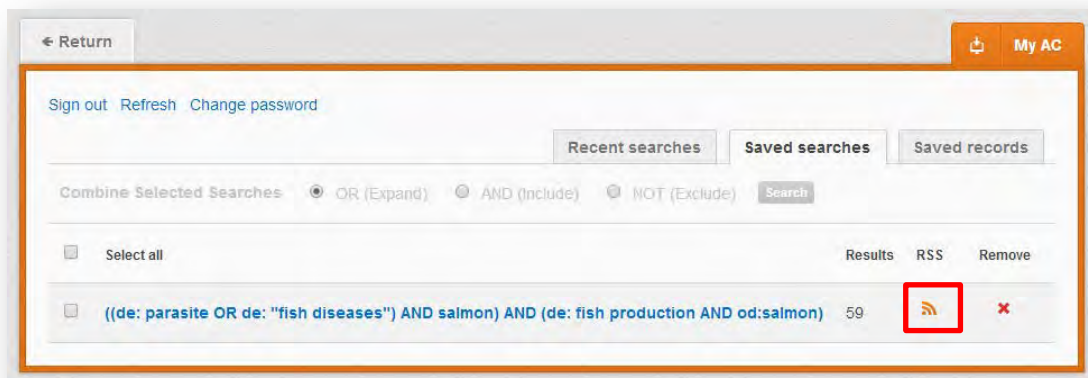 ← Return
My AC
Sign out Refresh Change password
Recent searches Saved searches Saved records
Combine Selected Searches OR (Expand) AND (Include) NOT (Exclude) Search
Select all Results RSS Remove
((de: parasite OR de: "fish diseases") AND salmon) AND (de: fish production AND od:salmon) 59